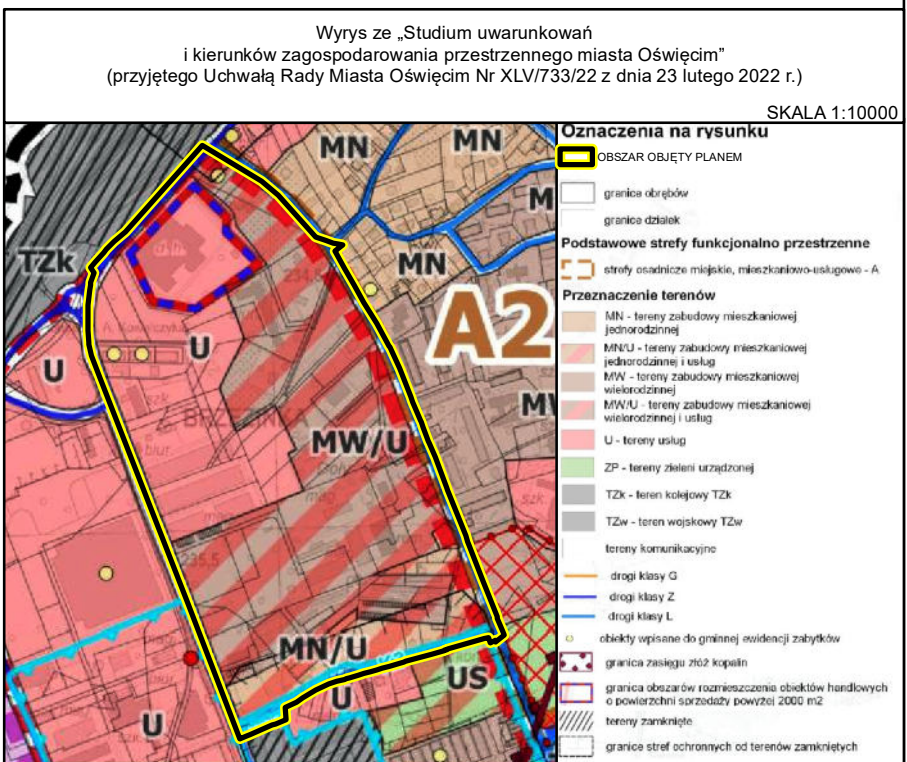 Wyrys ze „Studium uwarunkowań
i kierunków zagospodarowania przestrzennego miasta Oświęcim”
(przyjętego Uchwałą Rady Miasta Oświęcim Nr XLV/733/22 z dnia 23 lutego 2022 r.)
SKALA 1:10000
MN
MN
M
TZk
MN
A2
U
U
MW/U
MN/U
US
U
U
Oznaczenia na rysunku
OBSZAR OBJĘTY PLANEM
granice obrębów
granice działek
Podstawowe strefy funkcjonalno przestrzenne
strefy osadnicze miejskie, mieszkaniowo-usługowe - A
Przeznaczenie terenów
MN - tereny zabudowy mieszkaniowej
jednorodzinnej
MN/U - tereny zabudowy mieszkaniowej
jednorodzinnej i usług
MW - tereny zabudowy mieszkaniowej
wielorodzinnej
MW/U - tereny zabudowy mieszkaniowej
wielorodzinnej i usług
U - tereny usług
ZP - tereny zieleni urządzonej
TZk - teren kolejowy TZk
TZw - teren wojskowy TZw
tereny komunikacyjne
drogi klasy G
drogi klasy Z
drogi klasy L
obiekty wpisane do gminnej ewidencji zabytków
granica zasięgu złóż kopalin
granica obszarów rozmieszczenia obiektów handlowych
o powierzchni sprzedaży powyżej 2000 m2
tereny zamknięte
granice stref ochronnych od terenów zamkniętych